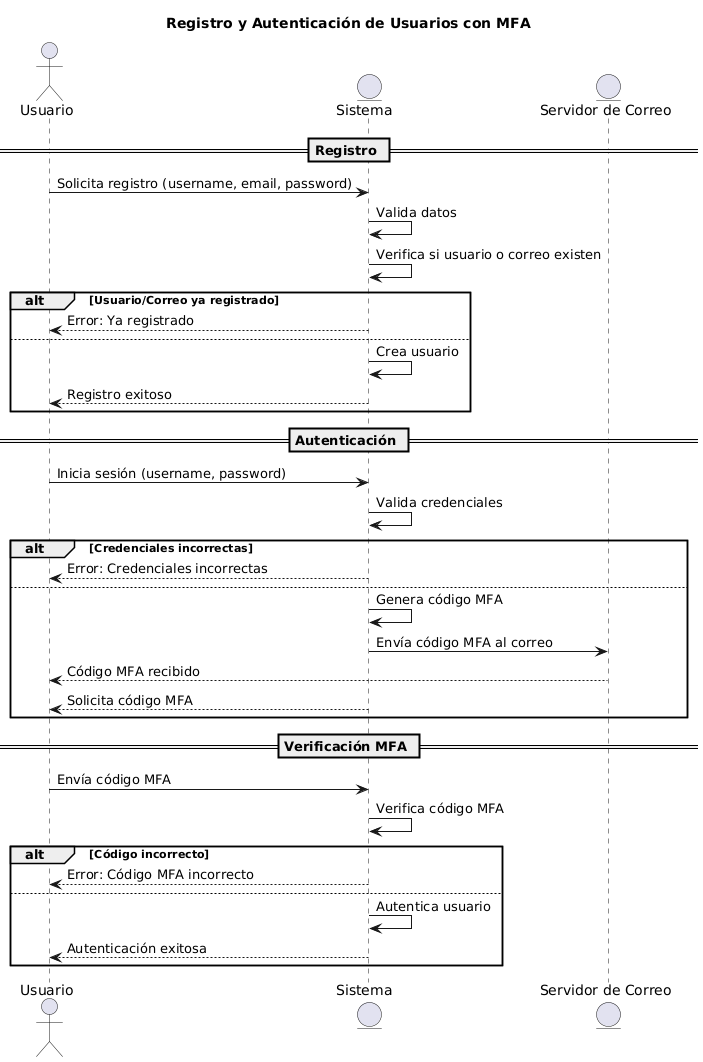 Registro y Autenticación de Usuarios con MFA
Usuario
Sistema
Servidor de Correo
Registro
Solicita registro (username, email, password)
Valida datos
Verifica si usuario o correo existen
alt
[Usuario/Correo ya registrado]
Error: Ya registrado
Crea usuario
Registro exitoso
Autenticación
Inicia sesión (username, password)
Valida credenciales
alt
[Credenciales incorrectas]
Error: Credenciales incorrectas
Genera código MFA
Envía código MFA al correo
Código MFA recibido
Solicita código MFA
Verificación MFA
Envía código MFA
Verifica código MFA
alt
[Código incorrecto]
Error: Código MFA incorrecto
Autentica usuario
Autenticación exitosa
Usuario
Sistema
Servidor de Correo